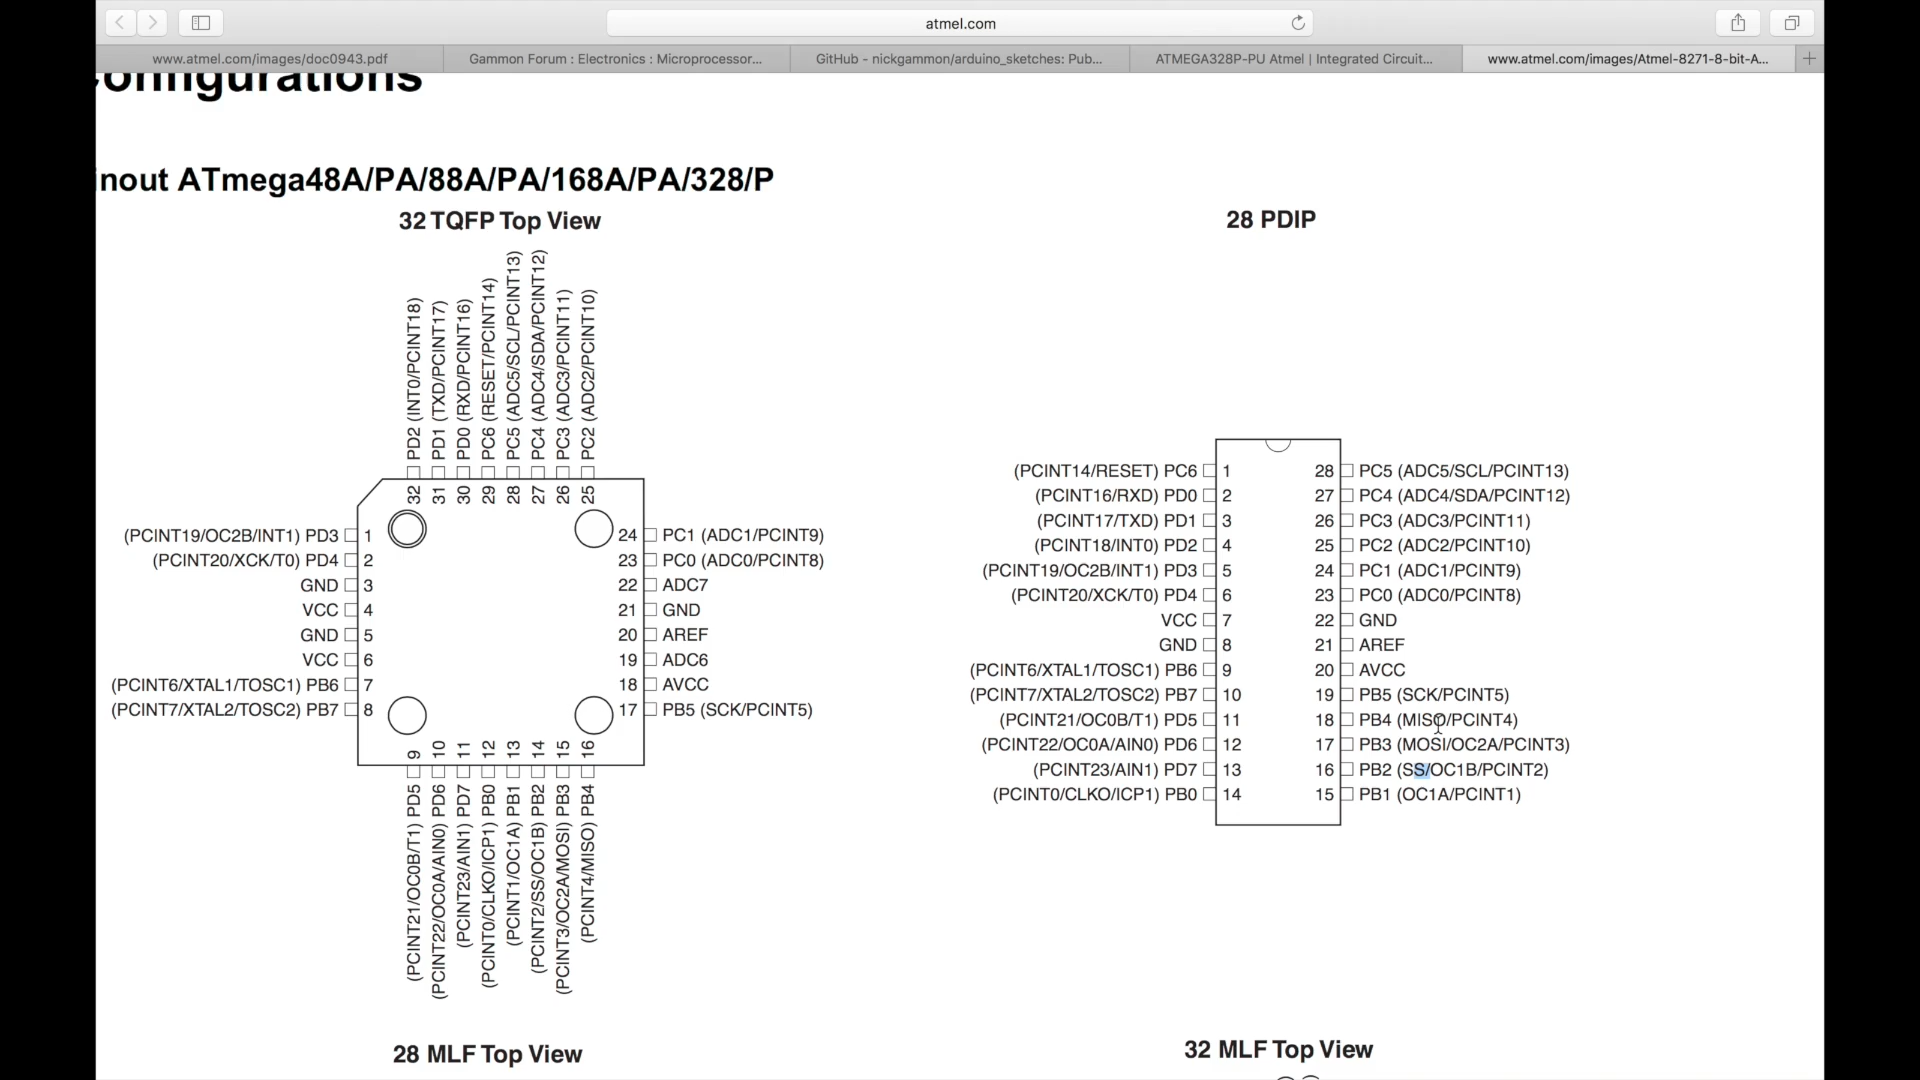 atmel.com
www.atmel.com/images/doc0943.pdf
Gammon Forum : Electronics : Microprocessor...
GitHub - nickgammon/arduino_sketches: Pub...
ATMEGA328P-PU Atmel | Integrated Circuit...
www.atmel.com/images/Atmel-8271-8-bit-A...
onfigurations
inout ATmega48A/PA/88A/PA/168A/PA/328/P
32 TQFP Top View
PD2 (INT0/PCINT18)
PD1 (TXD/PCINT17)
PD0 (RXD/PCINT16)
PC6 (RESET/PCINT14)
PC5 (ADC5/SCL/PCINT13)
PC4 (ADC4/SDA/PCINT12)
PC3 (ADC3/PCINT11)
PC2 (ADC2/PCINT10)
32 31 30 29 28 27 26 25
(PCINT19/OC2B/INT1) PD3 1
(PCINT20/XCK/T0) PD4 2
GND 3
VCC 4
GND 5
VCC 6
(PCINT6/XTAL1/TOSC1) PB6 7
(PCINT7/XTAL2/TOSC2) PB7 8
24 PC1 (ADC1/PCINT9)
23 PC0 (ADC0/PCINT8)
22 ADC7
21 GND
20 AREF
19 ADC6
18 AVCC
17 PB5 (SCK/PCINT5)
9 10 11 12 13 14 15 16
(PCINT21/OC0B/T1) PD5
(PCINT22/OC0A/AIN0) PD6
(PCINT23/AIN1) PD7
(PCINT0/CLKO/ICP1) PB0
(PCINT1/OC1A) PB1
(PCINT2/SS/OC1B) PB2
(PCINT3/OC2A/MOSI) PB3
(PCINT4/MISO) PB4
28 PDIP
(PCINT14/RESET) PC6 1 28 PC5 (ADC5/SCL/PCINT13)
(PCINT16/RXD) PD0 2 27 PC4 (ADC4/SDA/PCINT12)
(PCINT17/TXD) PD1 3 26 PC3 (ADC3/PCINT11)
(PCINT18/INT0) PD2 4 25 PC2 (ADC2/PCINT10)
(PCINT19/OC2B/INT1) PD3 5 24 PC1 (ADC1/PCINT9)
(PCINT20/XCK/T0) PD4 6 23 PC0 (ADC0/PCINT8)
VCC 7 22 GND
GND 8 21 AREF
(PCINT6/XTAL1/TOSC1) PB6 9 20 AVCC
(PCINT7/XTAL2/TOSC2) PB7 10 19 PB5 (SCK/PCINT5)
(PCINT21/OC0B/T1) PD5 11 18 PB4 (MISO/PCINT4)
(PCINT22/OC0A/AIN0) PD6 12 17 PB3 (MOSI/OC2A/PCINT3)
(PCINT23/AIN1) PD7 13 16 PB2 (SS/OC1B/PCINT2)
(PCINT0/CLKO/ICP1) PB0 14 15 PB1 (OC1A/PCINT1)
28 MLF Top View
32 MLF Top View